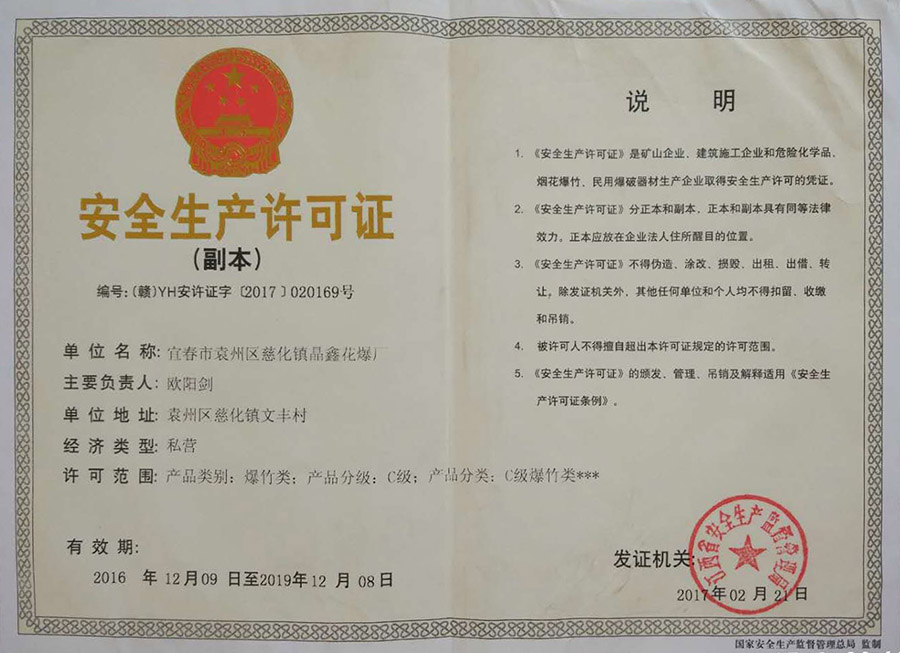 安全生产许可证
(副本)
编号:(赣)YH安许证字〔2017〕020169号
单位名称:宜春市袁州区慈化镇晶鑫花爆厂
主要负责人:欧阳剑
单位地址:袁州区慈化镇文丰村
经济类型:私营
许可范围:产品类别:爆竹类;产品分级:C级;产品分类:C级爆竹类***
有效期:
2016 年12月09 日至2019年12 月 08日
说 明
1. 《安全生产许可证》是矿山企业、建筑施工企业和危险化学品、
烟花爆竹、民用爆破器材生产企业取得安全生产许可的凭证。
2. 《安全生产许可证》分正本和副本、正本和副本具有同等法律
效力。正本应放在企业法人住所醒目的位置。
3. 《安全生产许可证》不得伪造、涂改、损毁、出租、出借、转
让。除发证机关外,其他任何单位和个人均不得扣留、收缴
和吊销。
4. 被许可人不得擅自超出本许可证规定的许可范围。
5. 《安全生产许可证》的颁发、管理、吊销及解释适用《安全生
产许可证条例》。
江西省安全生产监督管理局
发证机关:
2017年 02 月 21 日
国家安全生产监督管理总局 监制